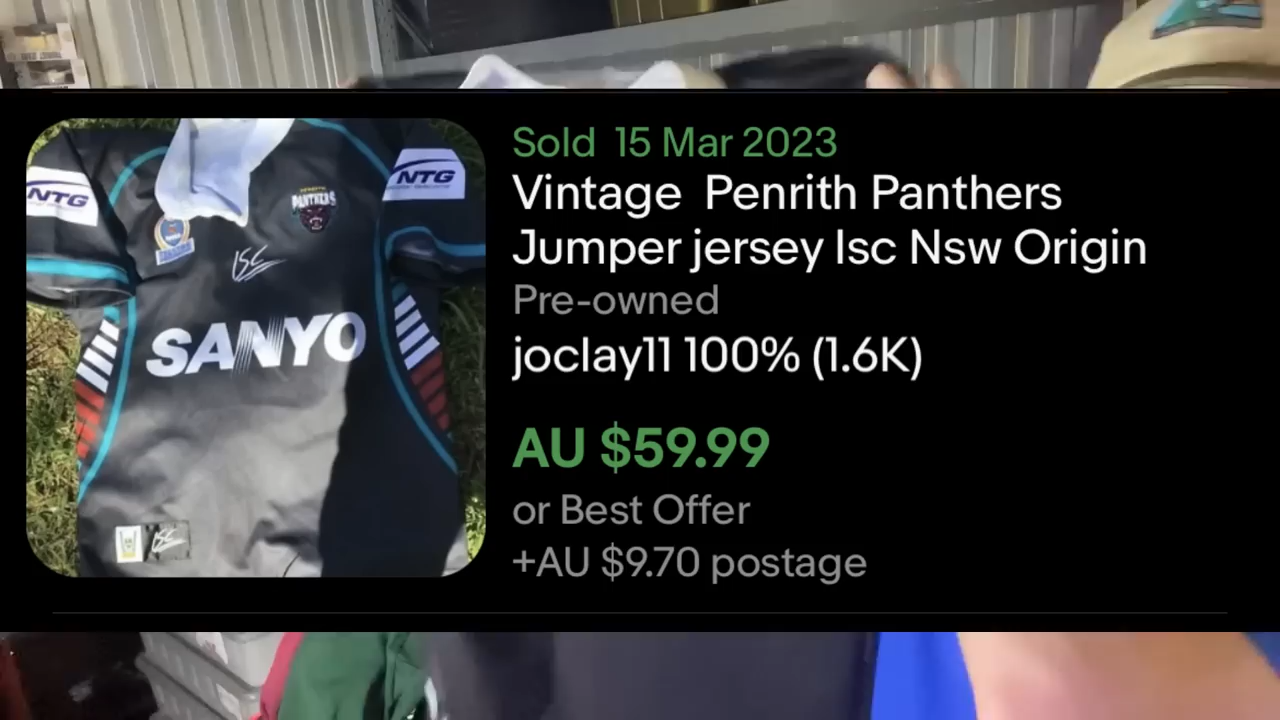 Sold 15 Mar 2023
Vintage Penrith Panthers
Jumper jersey Isc Nsw Origin
Pre-owned
joclay11 100% (1.6K)
AU $59.99
or Best Offer
+AU $9.70 postage
NTG
NTG
PANTHERS
ISC
SANYO
ISC